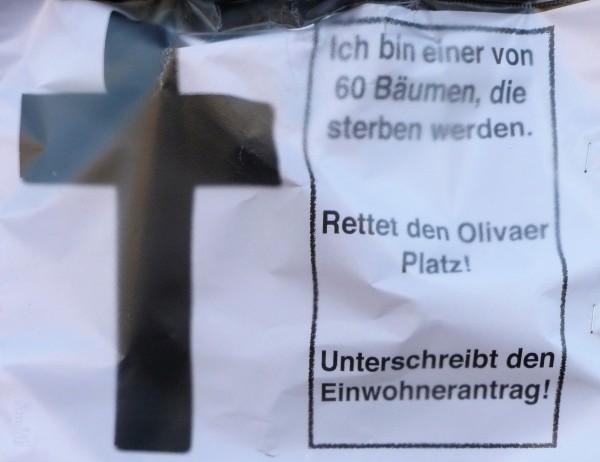 Ich bin einer von
60 Bäumen, die
sterben werden.
Rettet den Olivaer
Platz!
Unterschreibt den
Einwohnerantrag!